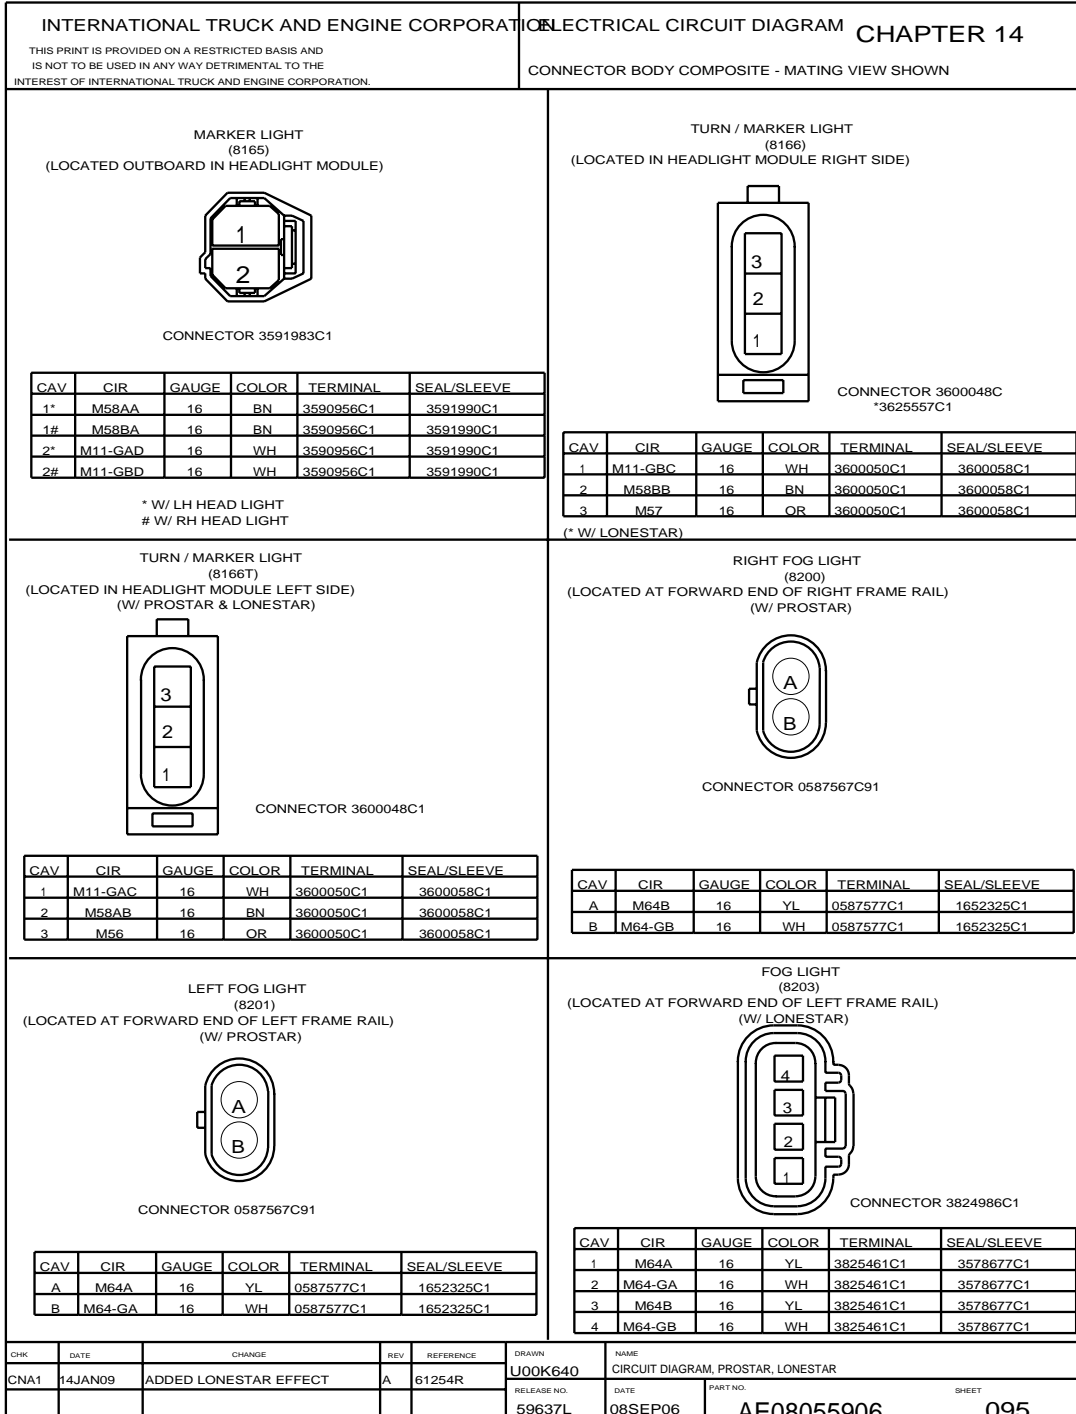 INTERNATIONAL TRUCK AND ENGINE CORPORATION
THIS PRINT IS PROVIDED ON A RESTRICTED BASIS AND
IS NOT TO BE USED IN ANY WAY DETRIMENTAL TO THE
INTEREST OF INTERNATIONAL TRUCK AND ENGINE CORPORATION.
ELECTRICAL CIRCUIT DIAGRAM CHAPTER 14
CONNECTOR BODY COMPOSITE - MATING VIEW SHOWN
MARKER LIGHT
(8165)
(LOCATED OUTBOARD IN HEADLIGHT MODULE)
1
2
CONNECTOR 3591983C1
CAV CIR GAUGE COLOR TERMINAL SEAL/SLEEVE
1* M58AA 16 BN 3590956C1 3591990C1
1# M58BA 16 BN 3590956C1 3591990C1
2* M11-GAD 16 WH 3590956C1 3591990C1
2# M11-GBD 16 WH 3590956C1 3591990C1
* W/ LH HEAD LIGHT
# W/ RH HEAD LIGHT
TURN / MARKER LIGHT
(8166)
(LOCATED IN HEADLIGHT MODULE RIGHT SIDE)
3
2
1
CONNECTOR 3600048C
*3625557C1
CAV CIR GAUGE COLOR TERMINAL SEAL/SLEEVE
1 M11-GBC 16 WH 3600050C1 3600058C1
2 M58BB 16 BN 3600050C1 3600058C1
3 M57 16 OR 3600050C1 3600058C1
(* W/ LONESTAR)
TURN / MARKER LIGHT
(8166T)
(LOCATED IN HEADLIGHT MODULE LEFT SIDE)
(W/ PROSTAR & LONESTAR)
3
2
1
CONNECTOR 3600048C1
CAV CIR GAUGE COLOR TERMINAL SEAL/SLEEVE
1 M11-GAC 16 WH 3600050C1 3600058C1
2 M58AB 16 BN 3600050C1 3600058C1
3 M56 16 OR 3600050C1 3600058C1
RIGHT FOG LIGHT
(8200)
(LOCATED AT FORWARD END OF RIGHT FRAME RAIL)
(W/ PROSTAR)
A
B
CONNECTOR 0587567C91
CAV CIR GAUGE COLOR TERMINAL SEAL/SLEEVE
A M64B 16 YL 0587577C1 1652325C1
B M64-GB 16 WH 0587577C1 1652325C1
LEFT FOG LIGHT
(8201)
(LOCATED AT FORWARD END OF LEFT FRAME RAIL)
(W/ PROSTAR)
A
B
CONNECTOR 0587567C91
CAV CIR GAUGE COLOR TERMINAL SEAL/SLEEVE
A M64A 16 YL 0587577C1 1652325C1
B M64-GA 16 WH 0587577C1 1652325C1
FOG LIGHT
(8203)
(LOCATED AT FORWARD END OF LEFT FRAME RAIL)
(W/ LONESTAR)
4
3
2
1
CONNECTOR 3824986C1
CAV CIR GAUGE COLOR TERMINAL SEAL/SLEEVE
1 M64A 16 YL 3825461C1 3578677C1
2 M64-GA 16 WH 3825461C1 3578677C1
3 M64B 16 YL 3825461C1 3578677C1
4 M64-GB 16 WH 3825461C1 3578677C1
CHK DATE CHANGE REV REFERENCE
CNA1 14JAN09 ADDED LONESTAR EFFECT A 61254R
DRAWN
U00K640
NAME
CIRCUIT DIAGRAM, PROSTAR, LONESTAR
RELEASE NO. DATE PART NO. SHEET
59637L 08SEP06 AE08055906 095